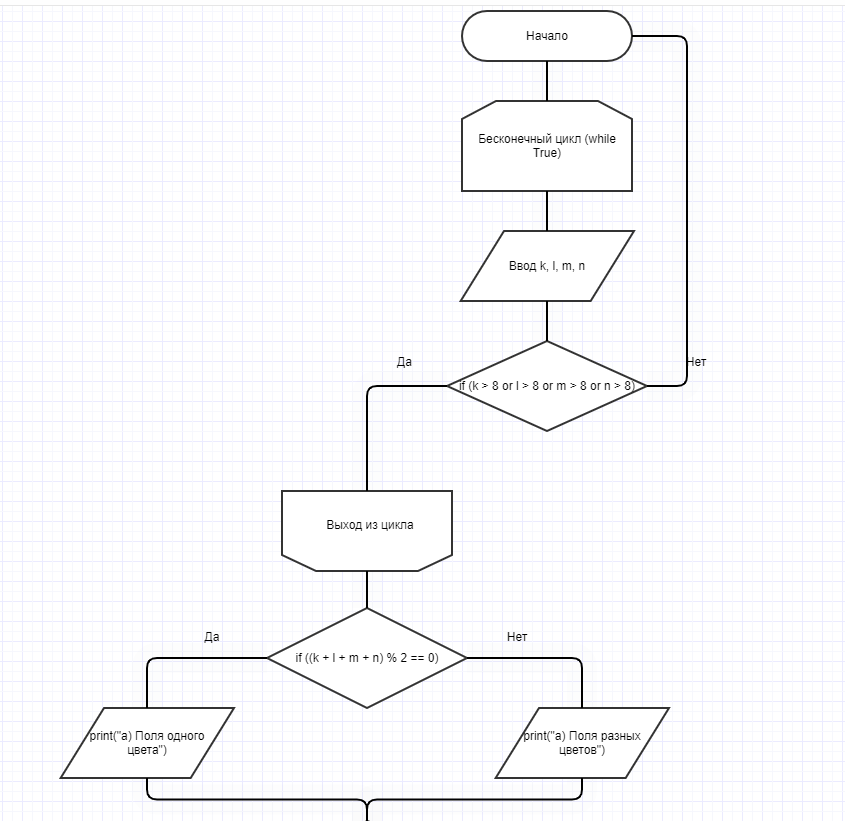 Начало
Бесконечный цикл (while
True)
Ввод k, l, m, n
Да
Нет
if (k > 8 or l > 8 or m > 8 or n > 8)
Выход из цикла
Да
Нет
if ((k + l + m + n) % 2 == 0)
print("a) Поля одного
цвета")
print("a) Поля разных
цветов")